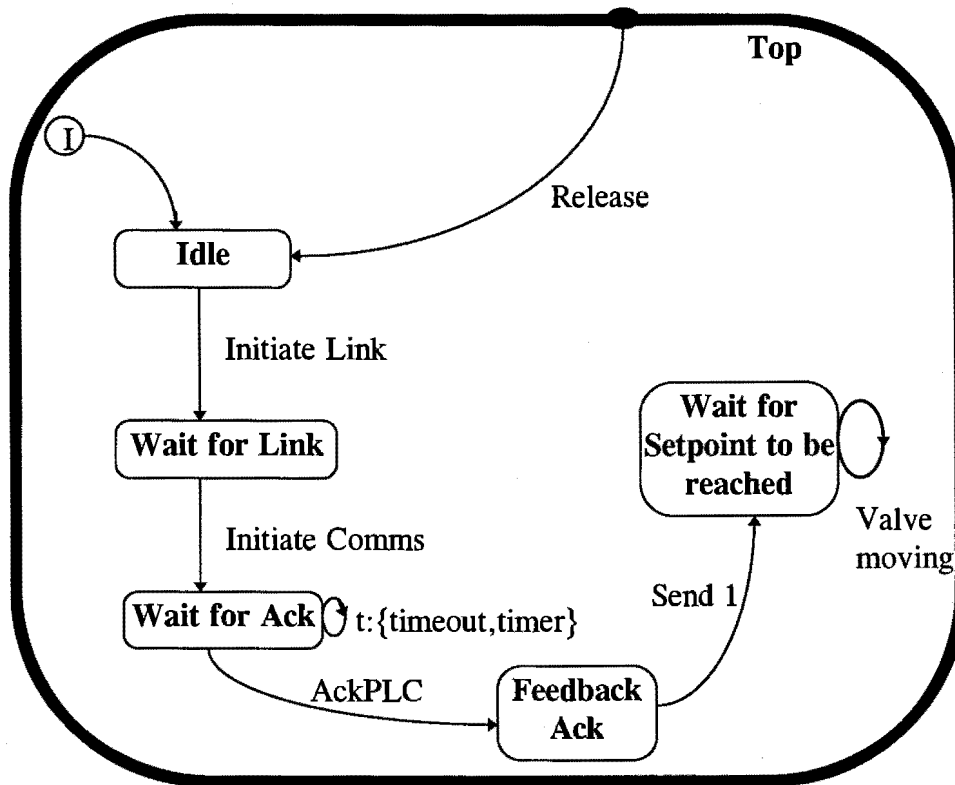 Top
I
Release
Idle
Initiate Link
Wait for Link
Wait for
Setpoint to be
reached
Valve
moving
Initiate Comms
Send 1
Wait for Ack
t:{timeout,timer}
AckPLC
Feedback
Ack